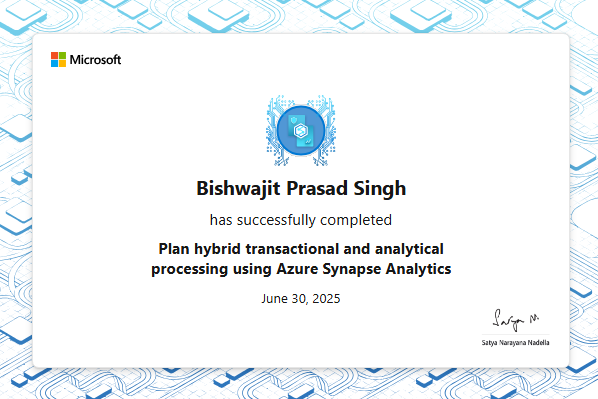 Microsoft
Bishwajit Prasad Singh
has successfully completed
Plan hybrid transactional and analytical
processing using Azure Synapse Analytics
June 30, 2025
Satya N.
Satya Narayana Nadella